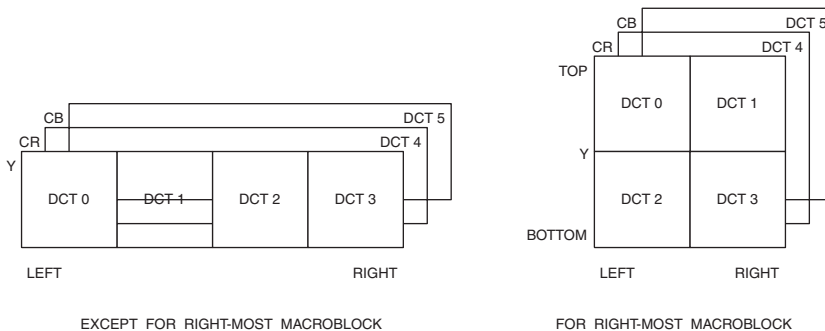 CB
DCT 5
CR
DCT 4
Y
DCT 0
DCT 1
DCT 2
DCT 3
LEFT
RIGHT
EXCEPT FOR RIGHT-MOST MACROBLOCK
CB
DCT 5
CR
DCT 4
TOP
DCT 0
DCT 1
Y
DCT 2
DCT 3
BOTTOM
LEFT
RIGHT
FOR RIGHT-MOST MACROBLOCK